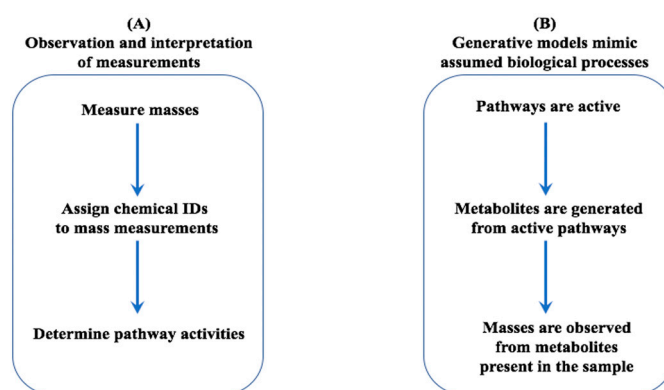 (A)
Observation and interpretation
of measurements
Measure masses
Assign chemical IDs
to mass measurements
Determine pathway activities
(B)
Generative models mimic
assumed biological processes
Pathways are active
Metabolites are generated
from active pathways
Masses are observed
from metabolites
present in the sample